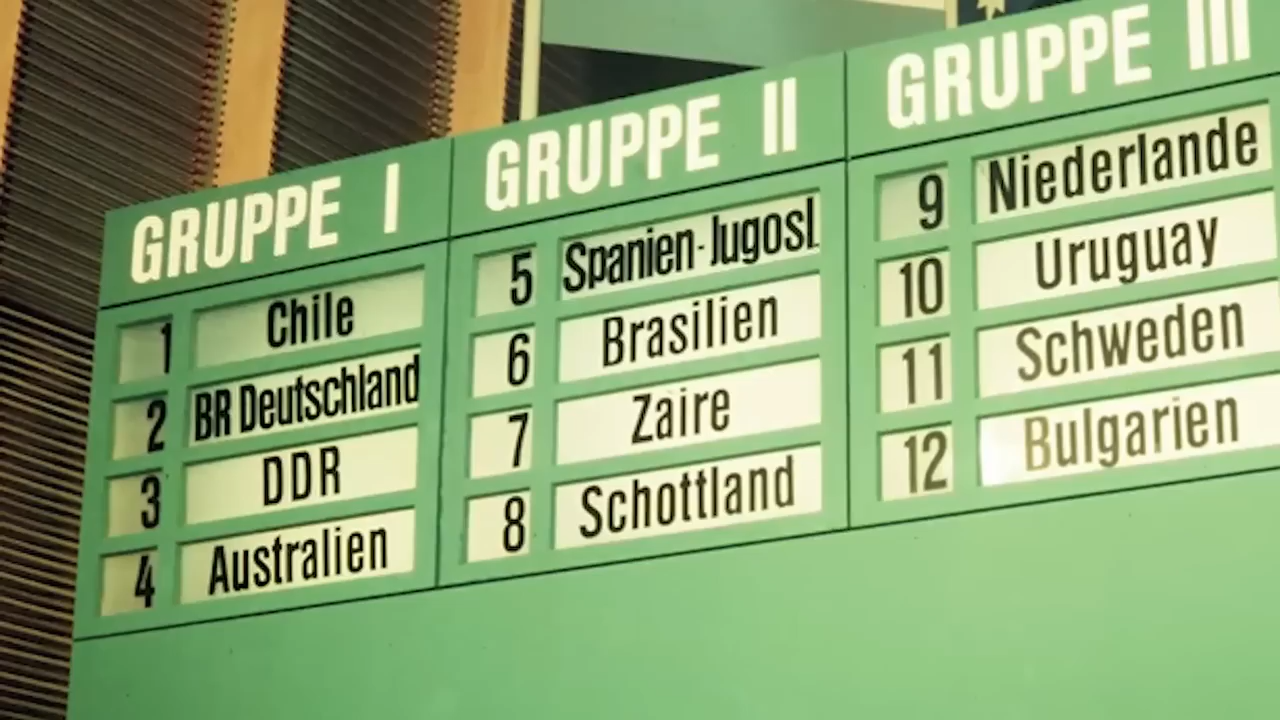 GRUPPE I
1 Chile
2 BR Deutschland
3 DDR
4 Australien
GRUPPE II
5 Spanien-Jugosl.
6 Brasilien
7 Zaire
8 Schottland
GRUPPE III
9 Niederlande
10 Uruguay
11 Schweden
12 Bulgarien